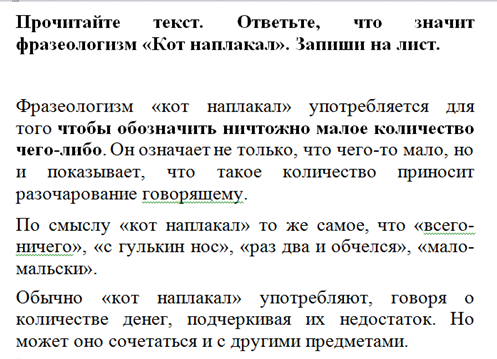 Прочитайте текст. Ответьте, что значит
фразеологизм «Кот наплакал». Запиши на лист.
Фразеологизм «кот наплакал» употребляется для
того чтобы обозначить ничтожно малое количество
чего-либо. Он означает не только, что чего-то мало, но
и показывает, что такое количество приносит
разочарование говорящему.
По смыслу «кот наплакал» то же самое, что «всего-
ничего», «с гулькин нос», «раз два и обчелся», «мало-
мальски».
Обычно «кот наплакал» употребляют, говоря о
количестве денег, подчеркивая их недостаток. Но
может оно сочетаться и с другими предметами.